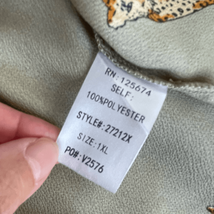 RN: 125674
SELF:
100%POLYESTER
STYLE#: 27212X
SIZE: 1XL
PO#: V2576